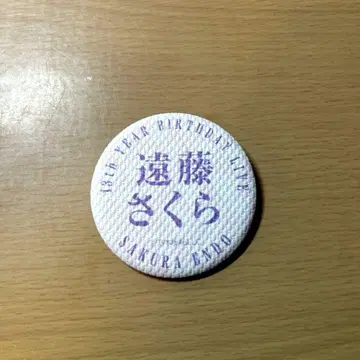 13th YEAR BIRTHDAY LIVE
遠藤
さくら
SAKURA ENDO